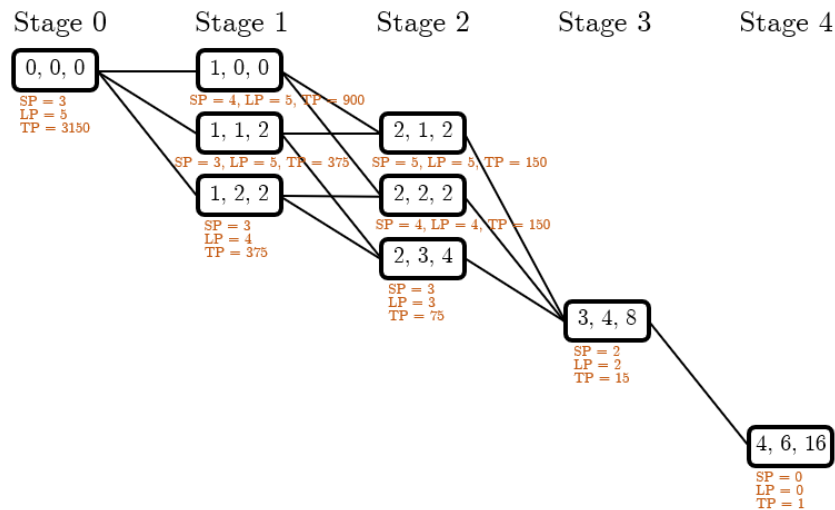 Stage 0 Stage 1 Stage 2 Stage 3 Stage 4
0, 0, 0
SP = 3
LP = 5
TP = 3150
1, 0, 0
SP = 4, LP = 5, TP = 900
1, 1, 2
SP = 3, LP = 5, TP = 375
1, 2, 2
SP = 3
LP = 4
TP = 375
2, 1, 2
SP = 5, LP = 5, TP = 150
2, 2, 2
SP = 4, LP = 4, TP = 150
2, 3, 4
SP = 3
LP = 3
TP = 75
3, 4, 8
SP = 2
LP = 2
TP = 15
4, 6, 16
SP = 0
LP = 0
TP = 1